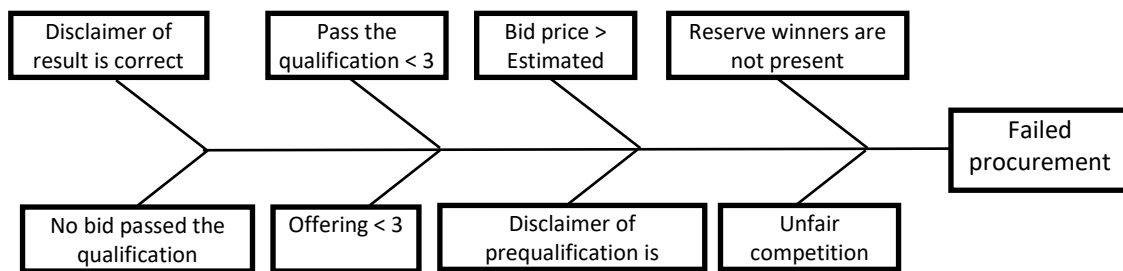 Disclaimer of
result is correct
Pass the
qualification < 3
Bid price >
Estimated
Reserve winners are
not present
Failed
procurement
No bid passed the
qualification
Offering < 3
Disclaimer of
prequalification is
Unfair
competition